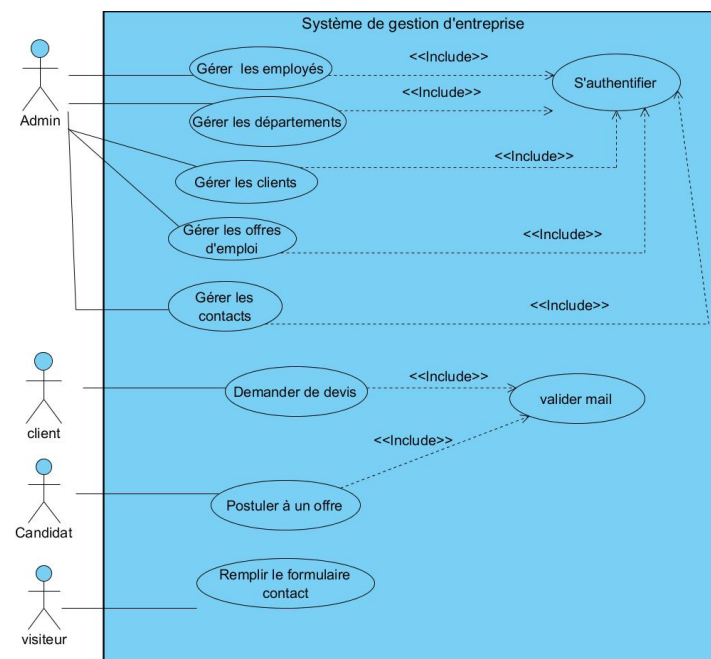 Système de gestion d'entreprise
Gérer les employés
<<Include>>
S'authentifier
Admin
Gérer les départements
<<Include>>
<<Include>>
Gérer les clients
Gérer les offres
d'emploi
<<Include>>
Gérer les
contacts
<<Include>>
client
Demander de devis
<<Include>>
valider mail
<<Include>>
Candidat
Postuler à un offre
Remplir le formulaire
contact
visiteur